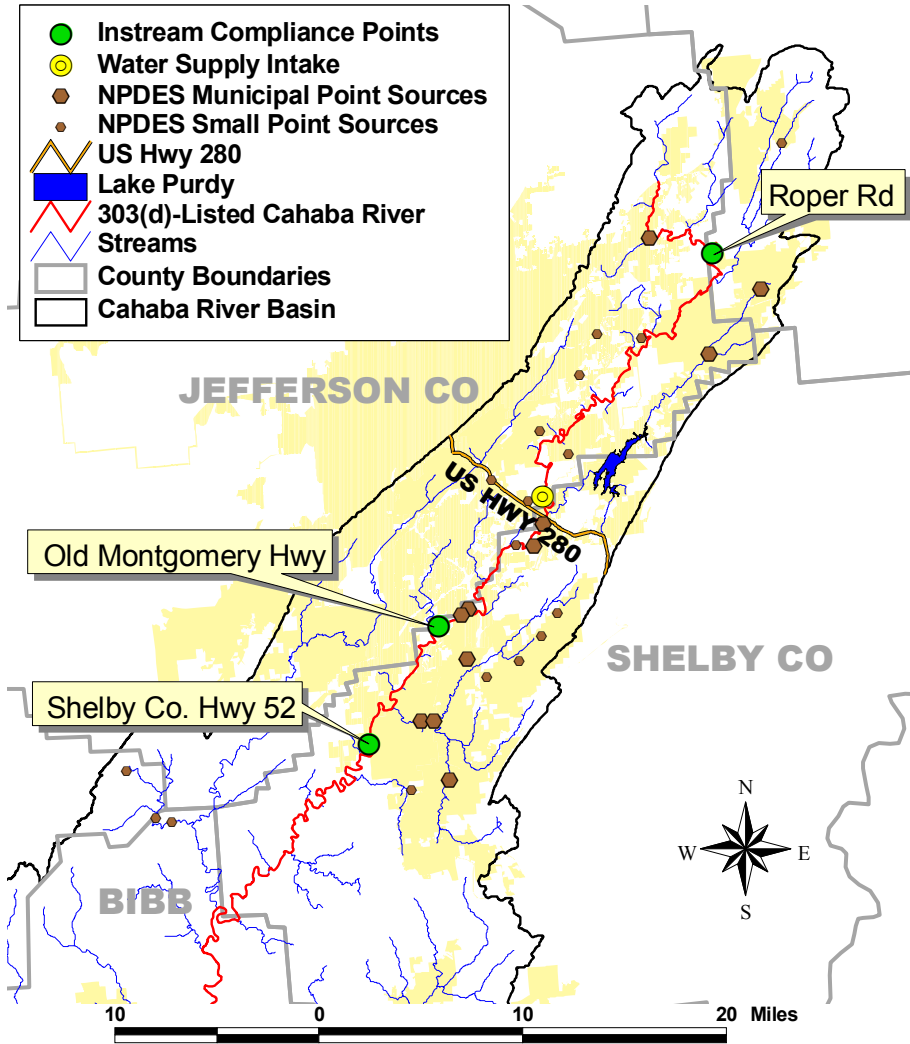 Instream Compliance Points
Water Supply Intake
NPDES Municipal Point Sources
NPDES Small Point Sources
US Hwy 280
Lake Purdy
303(d)-Listed Cahaba River
Streams
County Boundaries
Cahaba River Basin
Roper Rd
JEFFERSON CO
US HWY 280
Old Montgomery Hwy
SHELBY CO
Shelby Co. Hwy 52
N
W E
S
BIBB
10 0 10 20 Miles